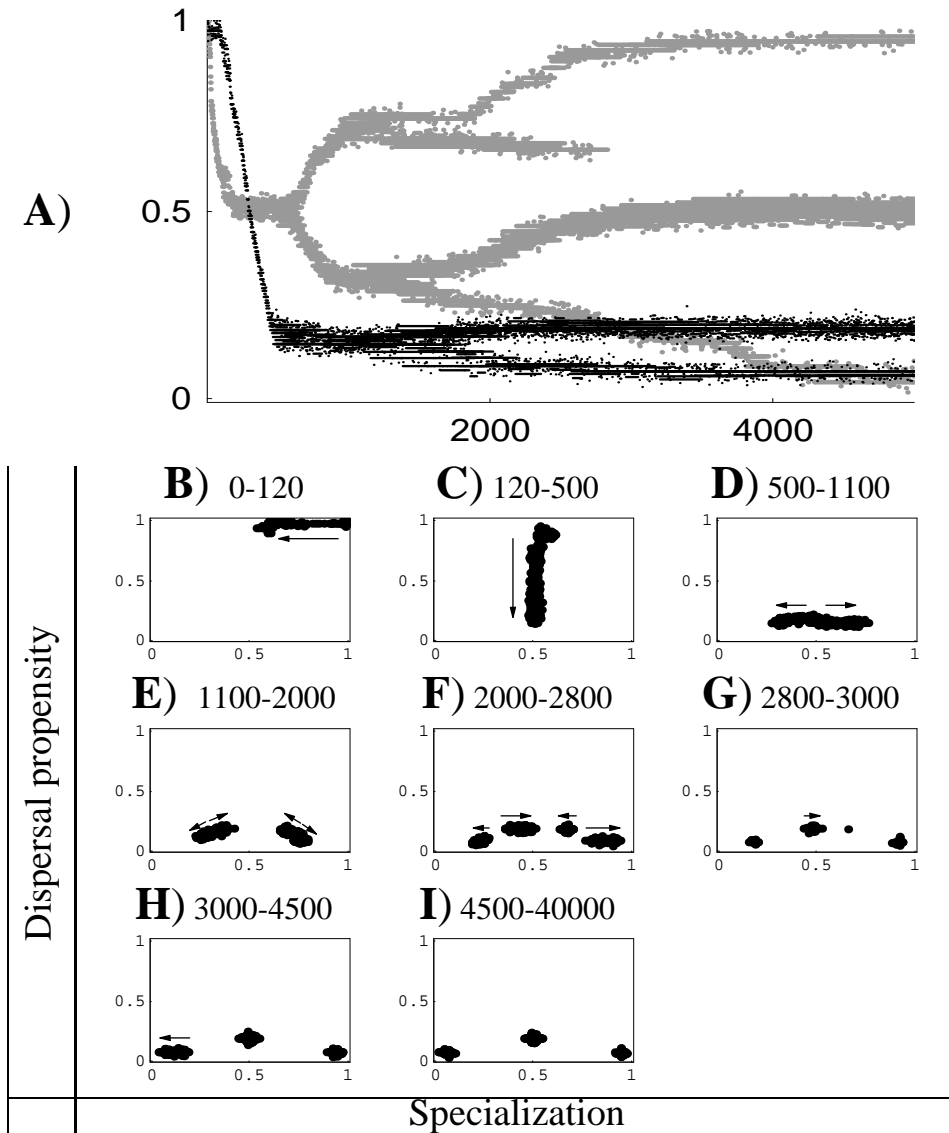 1
A) 0.5
0
2000 4000
B) 0-120 C) 120-500 D) 500-1100
1 1 1
0.5 0.5 0.5
0 0 0
0 0.5 1 0 0.5 1 0 0.5 1
E) 1100-2000 F) 2000-2800 G) 2800-3000
1 1 1
0.5 0.5 0.5
0 0 0
0 0.5 1 0 0.5 1 0 0.5 1
H) 3000-4500 I) 4500-40000
1 1
0.5 0.5
0 0
0 0.5 1 0 0.5 1
Dispersal propensity
Specialization